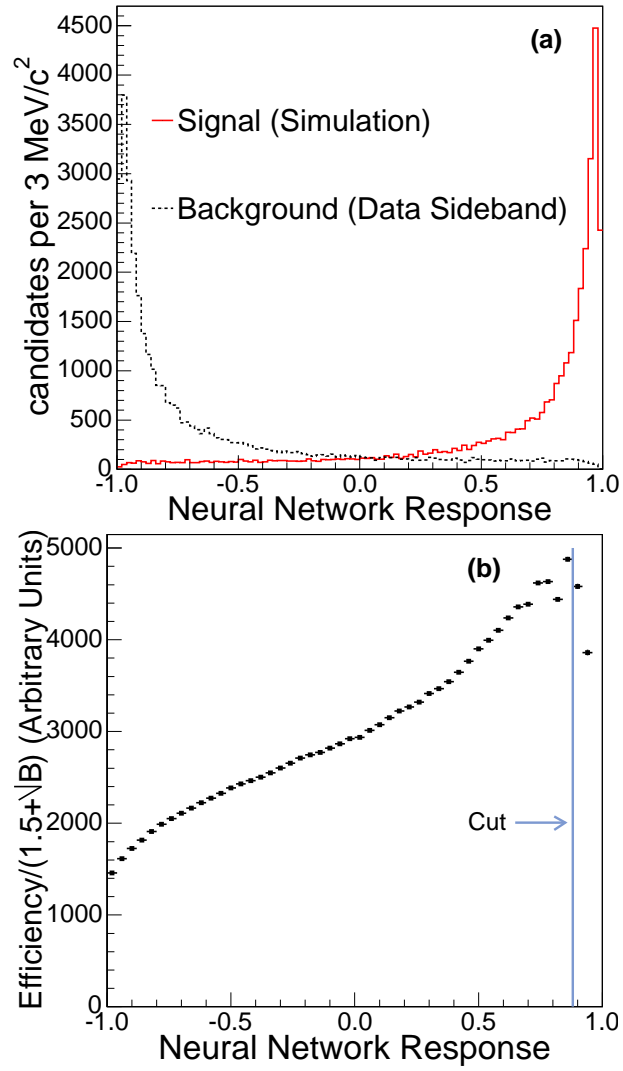 (a)
candidates per 3 MeV/c²
4500
4000
3500
3000
2500
2000
1500
1000
500
0
Signal (Simulation)
Background (Data Sideband)
-1.0 -0.5 0.0 0.5 1.0
Neural Network Response
(b)
Efficiency/(1.5+√B) (Arbitrary Units)
5000
4000
3000
2000
1000
0
Cut
-1.0 -0.5 0.0 0.5 1.0
Neural Network Response